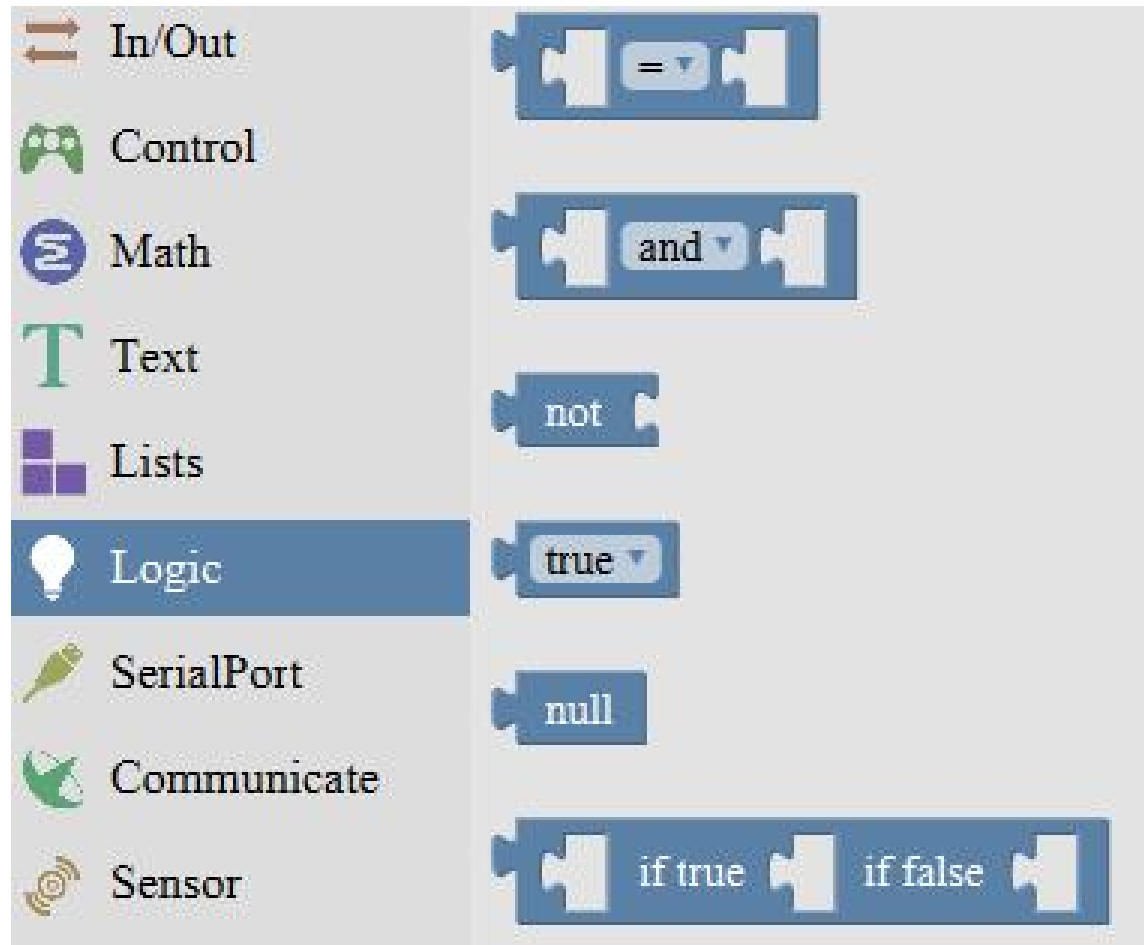 In/Out
Control
Math
Text
Lists
Logic
SerialPort
Communicate
Sensor
=
and
not
true
null
if true if false